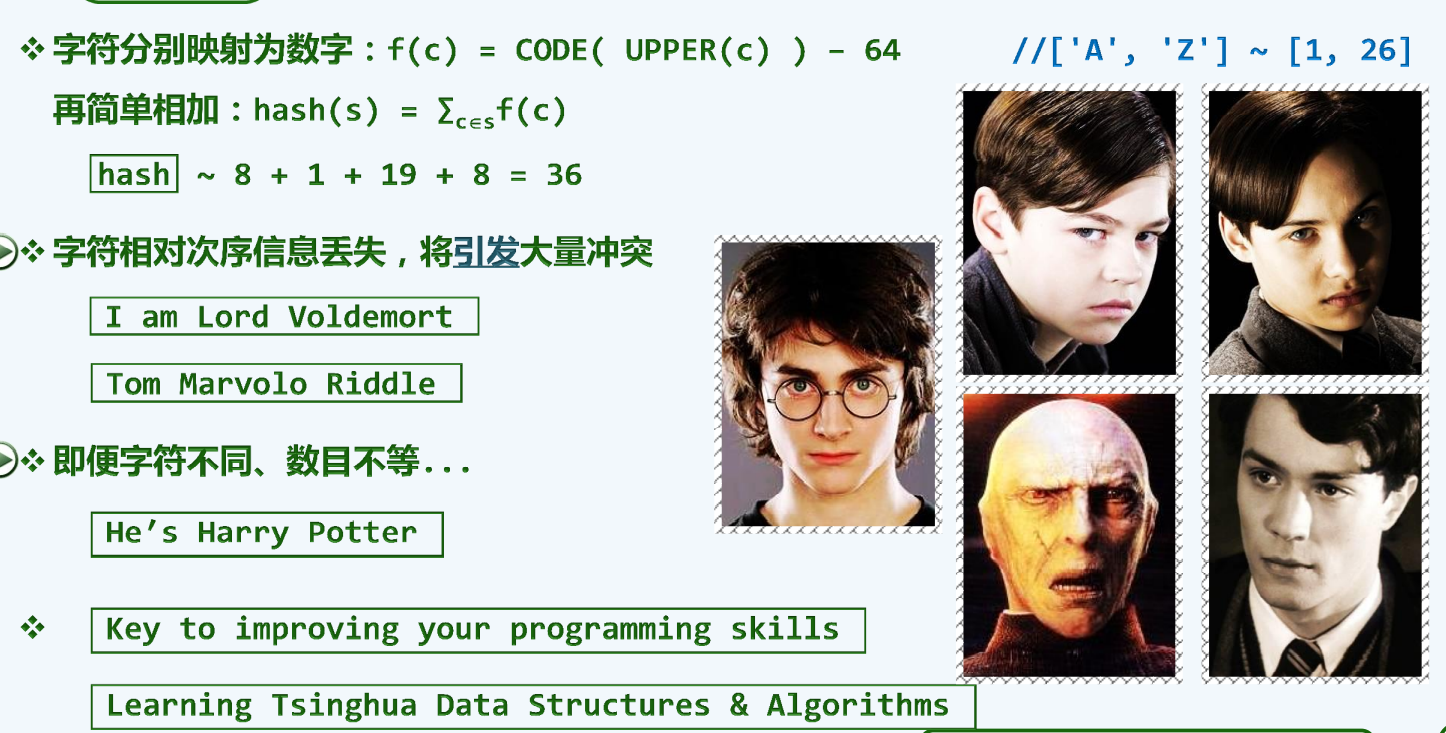 ❖ 字符分别映射为数字：f(c) = CODE( UPPER(c) ) – 64 //['A', 'Z'] ~ [1, 26]
再简单相加：hash(s) = ∑c∈sf(c)
hash ~ 8 + 1 + 19 + 8 = 36
❖ 字符相对次序信息丢失，将引发大量冲突
I am Lord Voldemort
Tom Marvolo Riddle
❖ 即便字符不同、数目不等...
He’s Harry Potter
❖ Key to improving your programming skills
Learning Tsinghua Data Structures & Algorithms